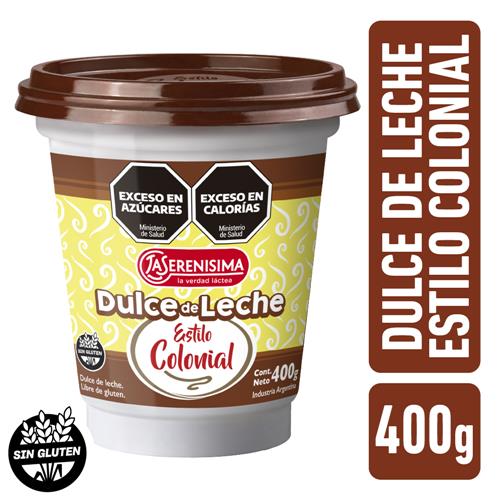 EXCESO EN
AZÚCARES
Ministerio
de Salud
EXCESO EN
CALORÍAS
Ministerio
de Salud
LA SERENISIMA
la verdad láctea
Dulce de Leche
Estilo
Colonial
SIN GLUTEN
Dulce de leche.
Libre de gluten.
Cont.
Neto 400g
Industria Argentina
SIN GLUTEN
DULCE DE LECHE
ESTILO COLONIAL
400g